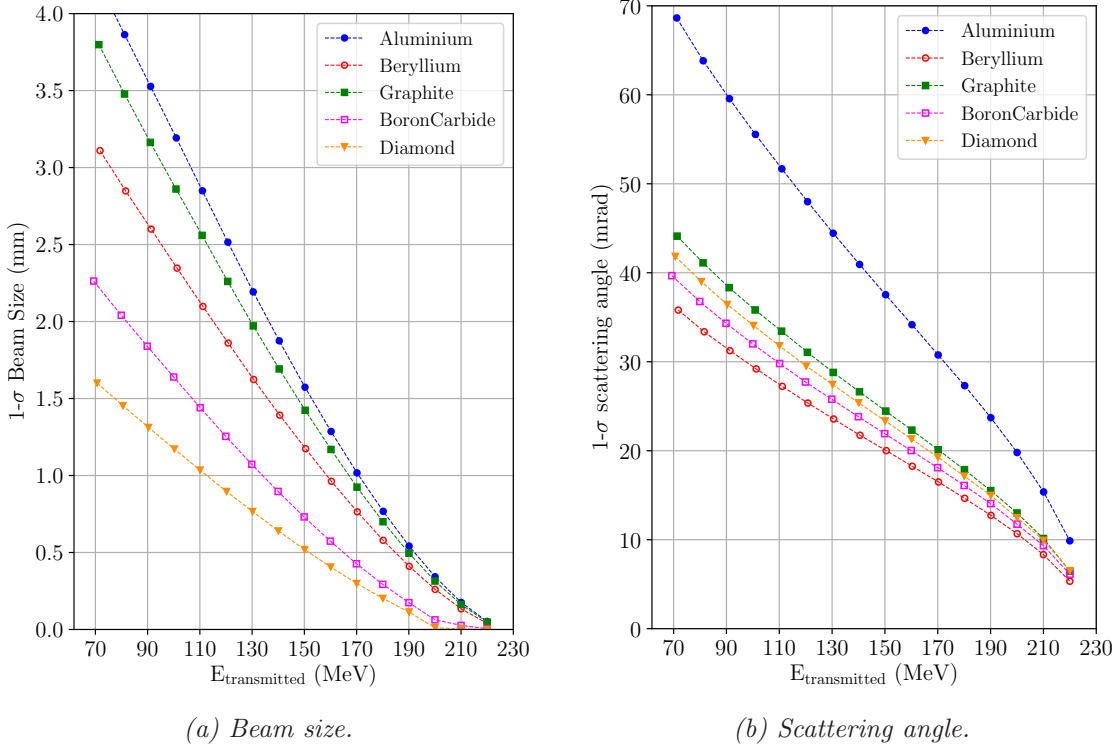 4.0
3.5
3.0
2.5
2.0
1.5
1.0
0.5
0.0
1-σ Beam Size (mm)
70 90 110 130 150 170 190 210 230
E_transmitted (MeV)
Aluminium
Beryllium
Graphite
BoronCarbide
Diamond
(a) Beam size.
70
60
50
40
30
20
10
0
1-σ scattering angle (mrad)
70 90 110 130 150 170 190 210 230
E_transmitted (MeV)
Aluminium
Beryllium
Graphite
BoronCarbide
Diamond
(b) Scattering angle.